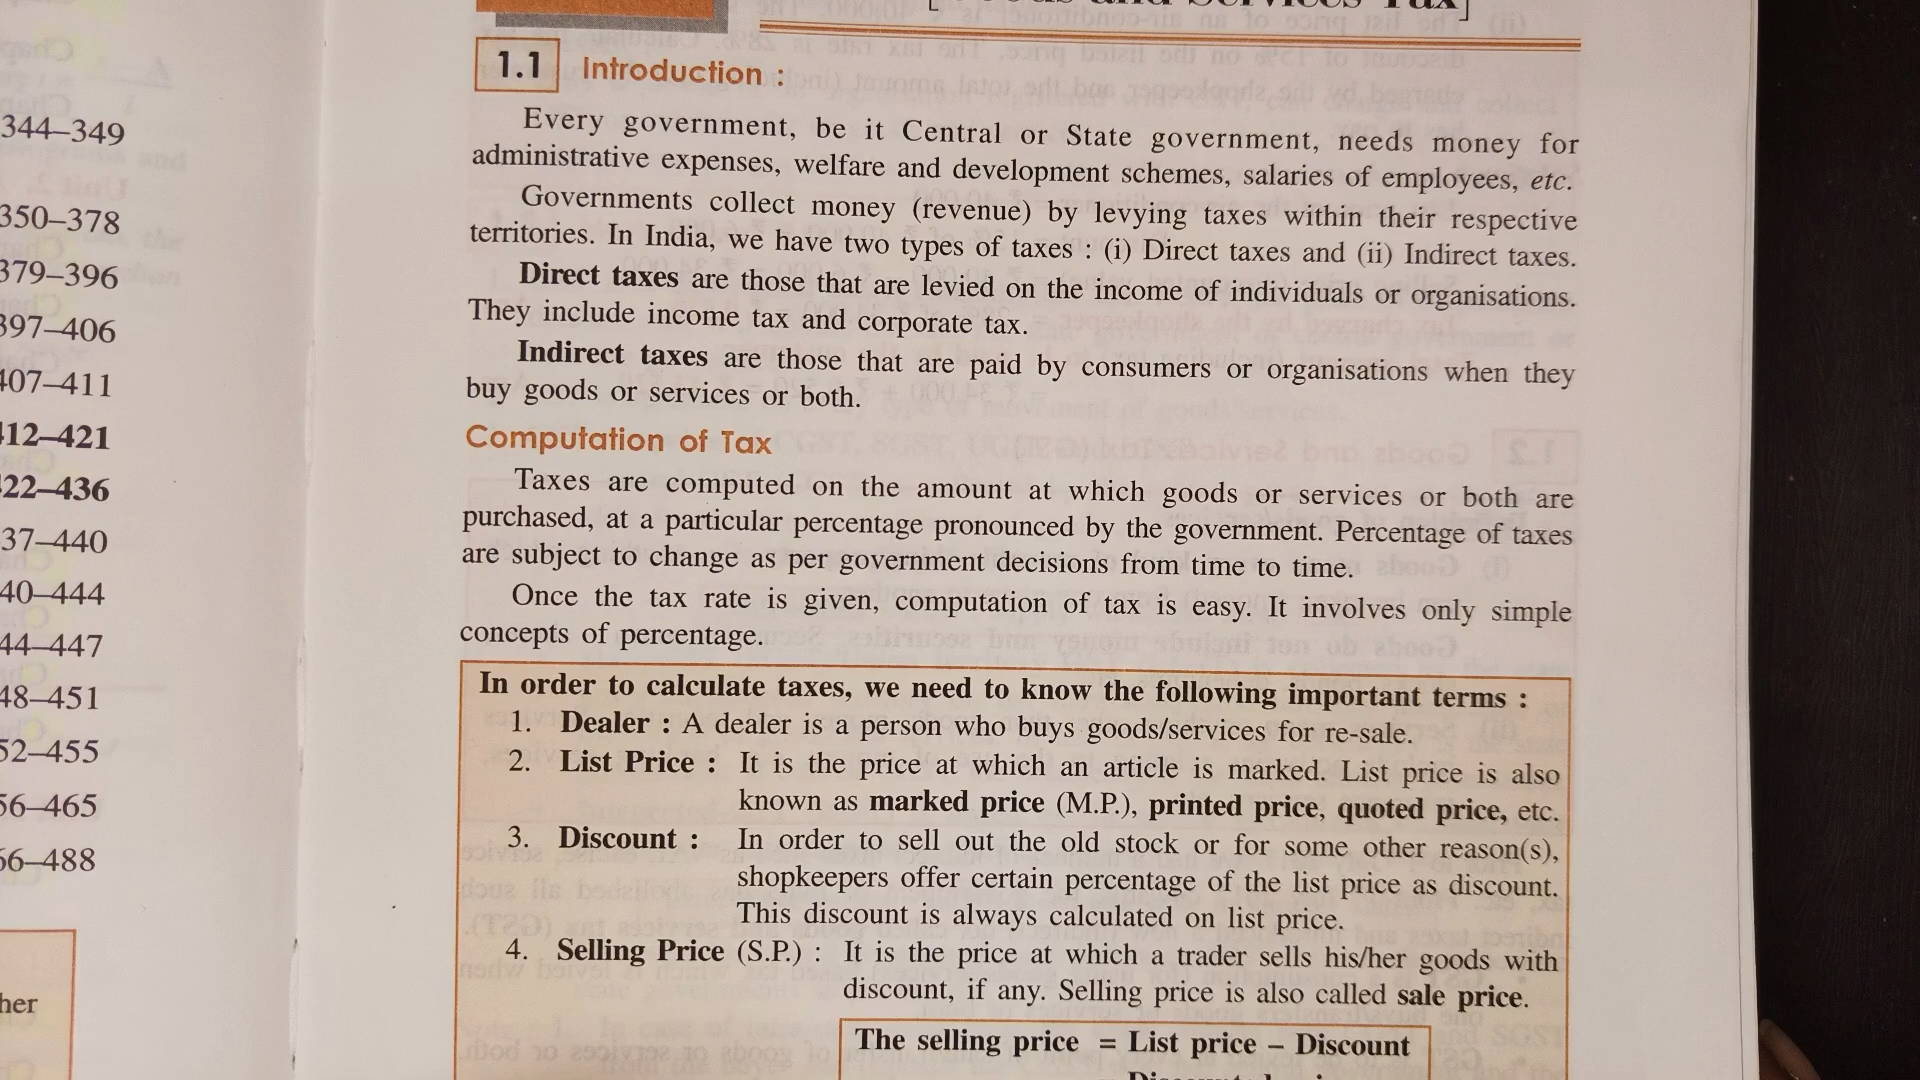 344–349
350–378
379–396
397–406
407–411
412–421
422–436
37–440
40–444
44–447
48–451
52–455
56–465
66–488
her
Services Tax]
1.1 Introduction :
Every government, be it Central or State government, needs money for
administrative expenses, welfare and development schemes, salaries of employees, etc.
Governments collect money (revenue) by levying taxes within their respective
territories. In India, we have two types of taxes : (i) Direct taxes and (ii) Indirect taxes.
Direct taxes are those that are levied on the income of individuals or organisations.
They include income tax and corporate tax.
Indirect taxes are those that are paid by consumers or organisations when they
buy goods or services or both.
Computation of Tax
Taxes are computed on the amount at which goods or services or both are
purchased, at a particular percentage pronounced by the government. Percentage of taxes
are subject to change as per government decisions from time to time.
Once the tax rate is given, computation of tax is easy. It involves only simple
concepts of percentage.
In order to calculate taxes, we need to know the following important terms :
1. Dealer : A dealer is a person who buys goods/services for re-sale.
2. List Price : It is the price at which an article is marked. List price is also
known as marked price (M.P.), printed price, quoted price, etc.
3. Discount : In order to sell out the old stock or for some other reason(s),
shopkeepers offer certain percentage of the list price as discount.
This discount is always calculated on list price.
4. Selling Price (S.P.) : It is the price at which a trader sells his/her goods with
discount, if any. Selling price is also called sale price.
The selling price = List price – Discount